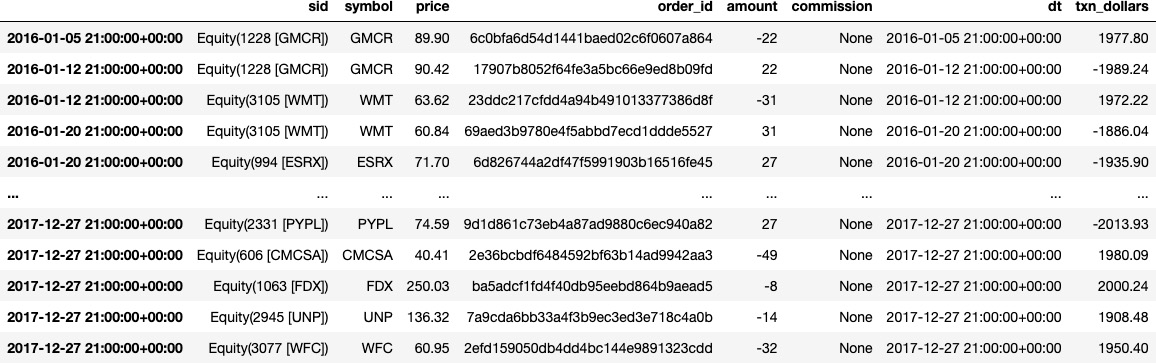 sid symbol price order_id amount commission dt txn_dollars
2016-01-05 21:00:00+00:00 Equity(1228 [GMCR]) GMCR 89.90 6c0bfa6d54d1441baed02c6f0607a864 -22 None 2016-01-05 21:00:00+00:00 1977.80
2016-01-12 21:00:00+00:00 Equity(1228 [GMCR]) GMCR 90.42 17907b8052f64fe3a5bc66e9ed8b09fd 22 None 2016-01-12 21:00:00+00:00 -1989.24
2016-01-12 21:00:00+00:00 Equity(3105 [WMT]) WMT 63.62 23ddc217cfdd4a94b491013377386d8f -31 None 2016-01-12 21:00:00+00:00 1972.22
2016-01-20 21:00:00+00:00 Equity(3105 [WMT]) WMT 60.84 69aed3b9780e4f5abbd7ecd1ddde5527 31 None 2016-01-20 21:00:00+00:00 -1886.04
2016-01-20 21:00:00+00:00 Equity(994 [ESRX]) ESRX 71.70 6d826744a2df47f5991903b16516fe45 27 None 2016-01-20 21:00:00+00:00 -1935.90
... ... ... ... ... ... ... ... ...
2017-12-27 21:00:00+00:00 Equity(2331 [PYPL]) PYPL 74.59 9d1d861c73eb4a87ad9880c6ec940a82 27 None 2017-12-27 21:00:00+00:00 -2013.93
2017-12-27 21:00:00+00:00 Equity(606 [CMCSA]) CMCSA 40.41 2e36bcbdf6484592bf63b14ad9942aa3 -49 None 2017-12-27 21:00:00+00:00 1980.09
2017-12-27 21:00:00+00:00 Equity(1063 [FDX]) FDX 250.03 ba5adcf1fd4f40db95eebd864b9aead5 -8 None 2017-12-27 21:00:00+00:00 2000.24
2017-12-27 21:00:00+00:00 Equity(2945 [UNP]) UNP 136.32 7a9cda6bb33a4f3b9ec3ed3e718c4a0b -14 None 2017-12-27 21:00:00+00:00 1908.48
2017-12-27 21:00:00+00:00 Equity(3077 [WFC]) WFC 60.95 2efd159050db4dd4bc144e9891323cdd -32 None 2017-12-27 21:00:00+00:00 1950.40